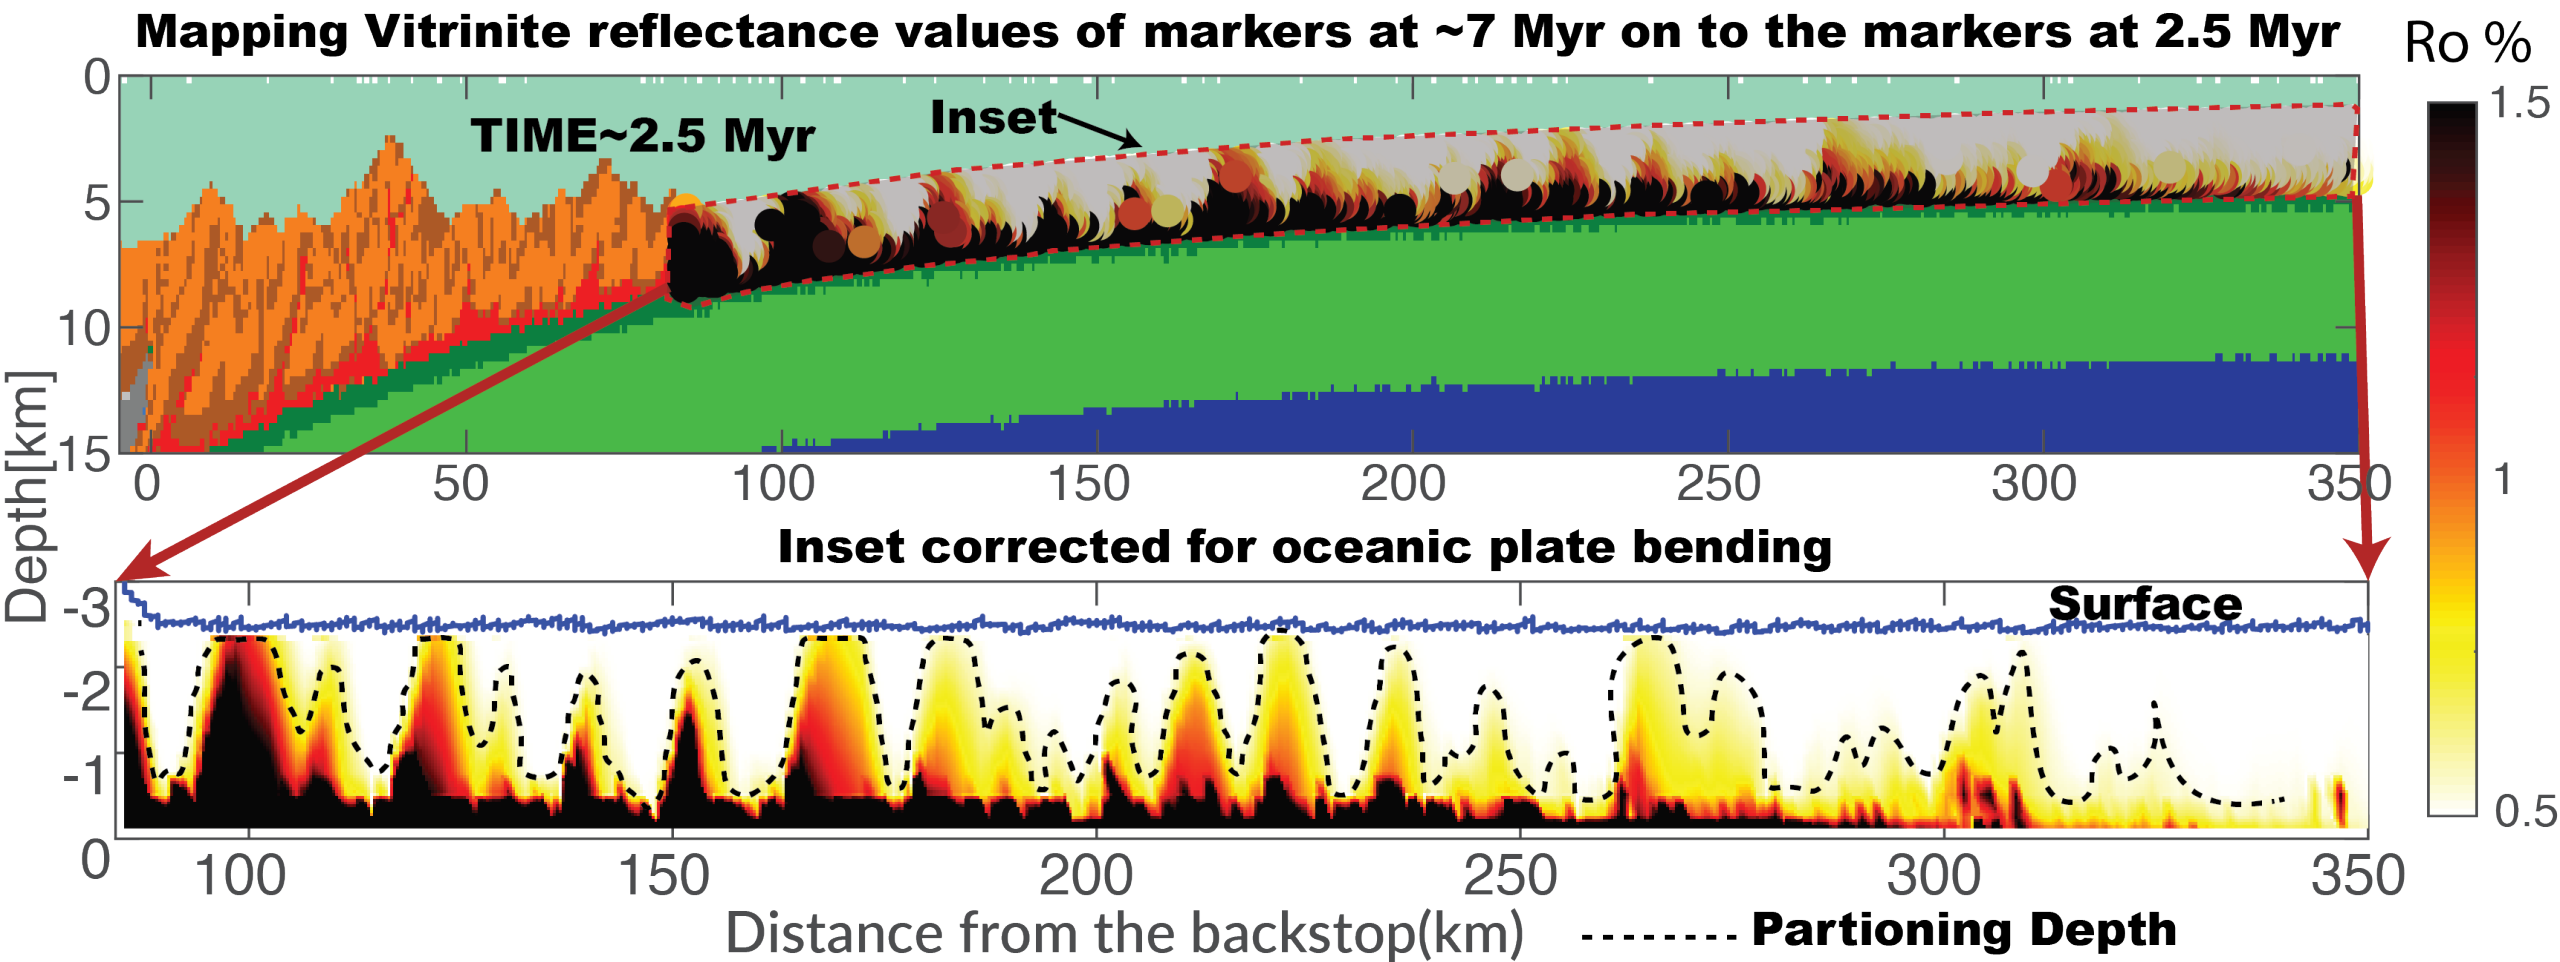 Mapping Vitrinite reflectance values of markers at ~7 Myr on to the markers at 2.5 Myr
Ro %
0
5
10
15
Depth[km]
TIME~2.5 Myr
Inset
0 50 100 150 200 250 300 350
1.5
1
0.5
Inset corrected for oceanic plate bending
Surface
-3
-2
-1
0
100 150 200 250 300 350
Distance from the backstop(km)
Partioning Depth